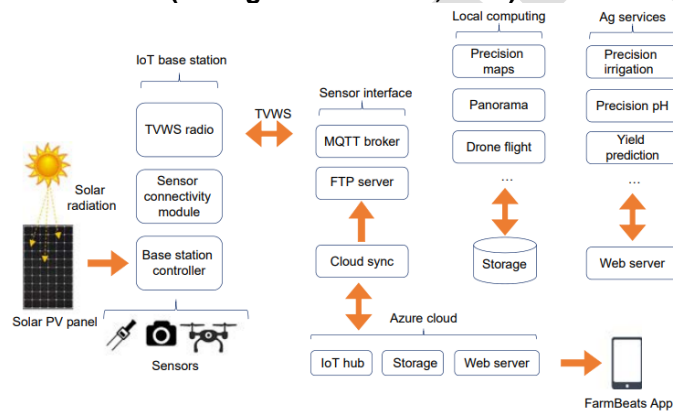 Local computing
Ag services
Precision
maps
Precision
irrigation
IoT base station
Sensor interface
Panorama
Precision pH
TVWS radio
TVWS
MQTT broker
Drone flight
Yield
prediction
...
...
Solar
radiation
Sensor
connectivity
module
FTP server
Base station
controller
Cloud sync
Storage
Web server
Solar PV panel
Sensors
Azure cloud
IoT hub
Storage
Web server
FarmBeats App